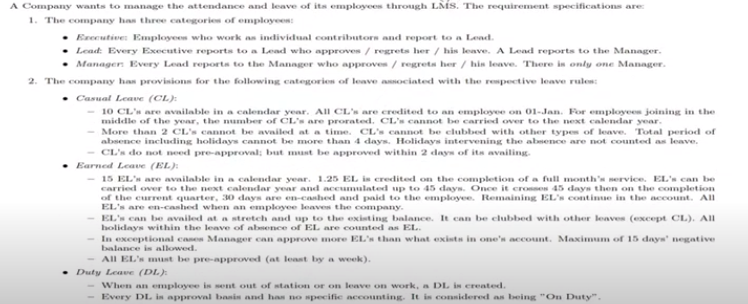 A Company wants to manage the attendance and leave of its employees through LMS. The requirement specifications are:
1. The company has three categories of employees:
• Executive: Employees who work as individual contributors and report to a Lead.
• Lead: Every Executive reports to a Lead who approves / regrets her / his leave. A Lead reports to the Manager.
• Manager: Every Lead reports to the Manager who approves / regrets her / his leave. There is only one Manager.
2. The company has provisions for the following categories of leave associated with the respective leave rules:
• Casual Leave (CL):
– 10 CL's are available in a calendar year. All CL's are credited to an employee on 01-Jan. For employees joining in the
middle of the year, the number of CL's are prorated. CL's cannot be carried over to the next calendar year.
– More than 2 CL's cannot be availed at a time. CL's cannot be clubbed with other types of leave. Total period of
absence including holidays cannot be more than 4 days. Holidays intervening the absence are not counted as leave.
– CL's do not need pre-approval; but must be approved within 2 days of its availing.
• Earned Leave (EL):
– 15 EL's are available in a calendar year. 1.25 EL is credited on the completion of a full month's service. EL's can be
carried over to the next calendar year and accumulated up to 45 days. Once it crosses 45 days then on the completion
of the current quarter, 30 days are en-cashed and paid to the employee. Remaining EL's continue in the account. All
EL's are en-cashed when an employee leaves the company.
– EL's can be availed at a stretch and up to the existing balance. It can be clubbed with other leaves (except CL). All
holidays within the leave of absence of EL are counted as EL.
– In exceptional cases Manager can approve more EL's than what exists in one's account. Maximum of 15 days' negative
balance is allowed.
– All EL's must be pre-approved (at least by a week).
• Duty Leave (DL):
– When an employee is sent out of station or on leave on work, a DL is created.
– Every DL is approval basis and has no specific accounting. It is considered as being "On Duty".